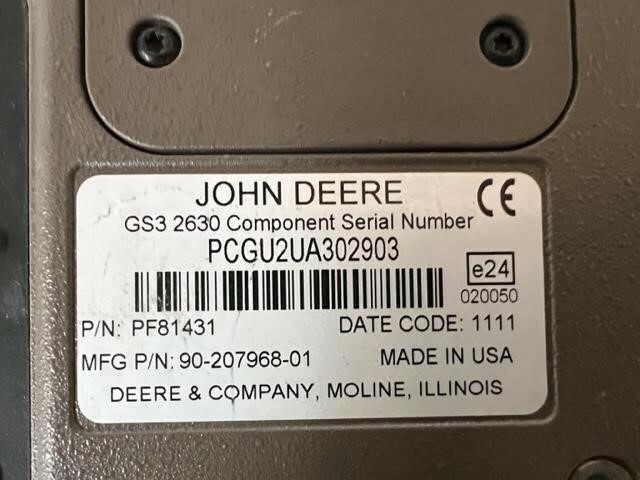 JOHN DEERE
CE
GS3 2630 Component Serial Number
PCGU2UA302903
e24
020050
P/N: PF81431 DATE CODE: 1111
MFG P/N: 90-207968-01 MADE IN USA
DEERE & COMPANY, MOLINE, ILLINOIS